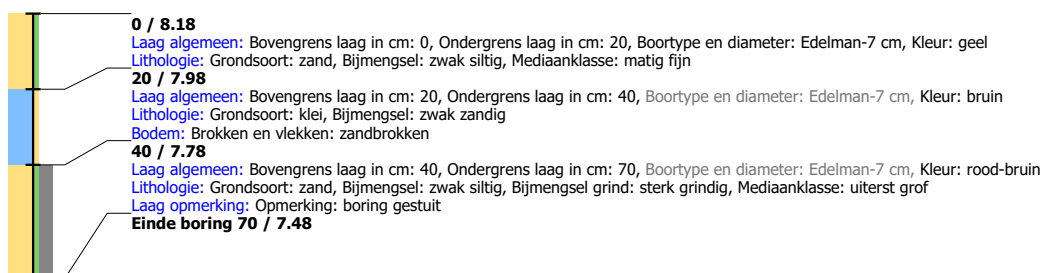 0 / 8.18
Laag algemeen: Bovengrens laag in cm: 0, Ondergrens laag in cm: 20, Boortype en diameter: Edelman-7 cm, Kleur: geel
Lithologie: Grondsoort: zand, Bijmengsel: zwak siltig, Mediaanklasse: matig fijn
20 / 7.98
Laag algemeen: Bovengrens laag in cm: 20, Ondergrens laag in cm: 40, Boortype en diameter: Edelman-7 cm, Kleur: bruin
Lithologie: Grondsoort: klei, Bijmengsel: zwak zandig
Bodem: Brokken en vlekken: zandbrokken
40 / 7.78
Laag algemeen: Bovengrens laag in cm: 40, Ondergrens laag in cm: 70, Boortype en diameter: Edelman-7 cm, Kleur: rood-bruin
Lithologie: Grondsoort: zand, Bijmengsel: zwak siltig, Bijmengsel grind: sterk grindig, Mediaanklasse: uiterst grof
Laag opmerking: Opmerking: boring gestuit
Einde boring 70 / 7.48